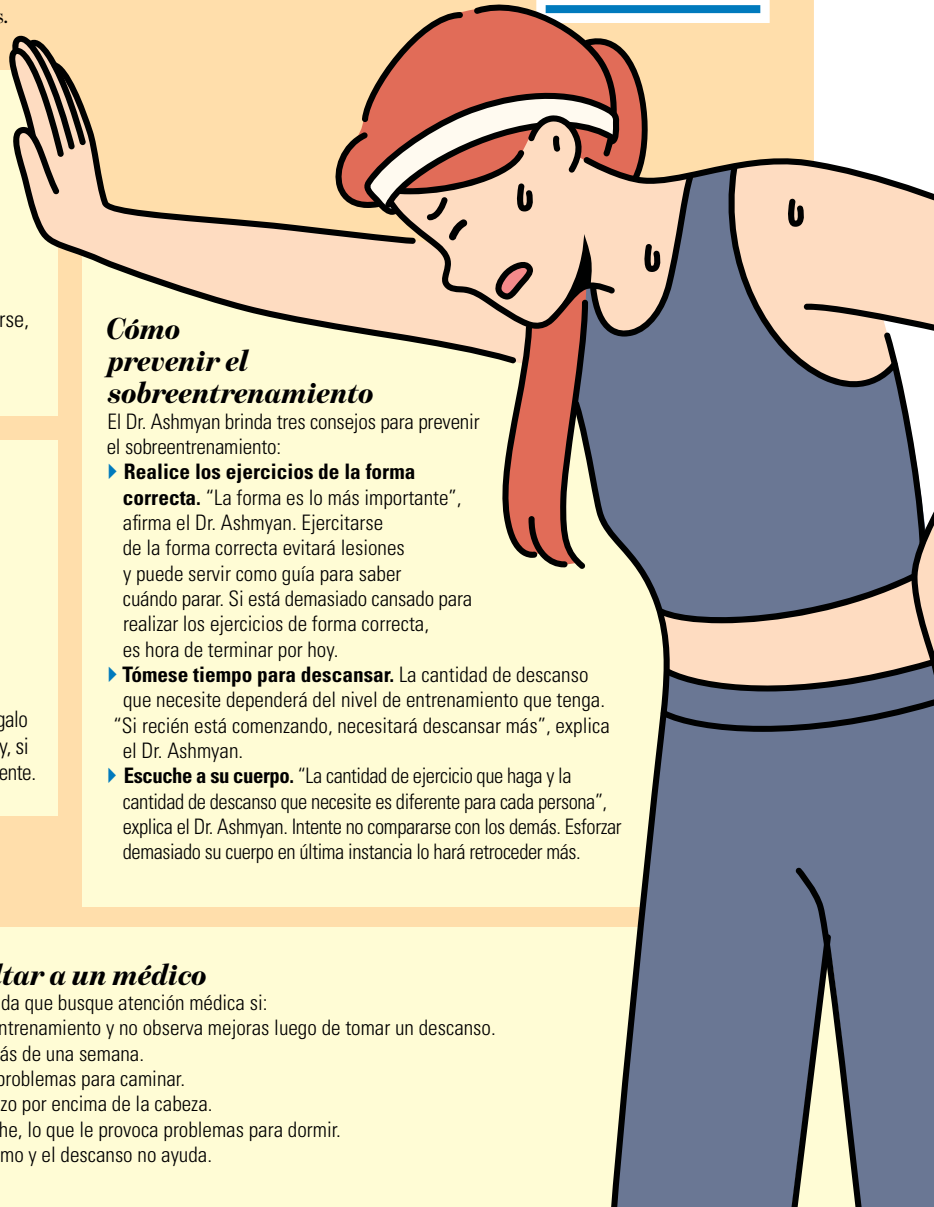 s.
rse,
galo
y, si
ente.
Cómo
prevenir el
sobreentrenamiento
El Dr. Ashmyan brinda tres consejos para prevenir
el sobreentrenamiento:
Realice los ejercicios de la forma
correcta. “La forma es lo más importante”,
afirma el Dr. Ashmyan. Ejercitarse
de la forma correcta evitará lesiones
y puede servir como guía para saber
cuándo parar. Si está demasiado cansado para
realizar los ejercicios de forma correcta,
es hora de terminar por hoy.
Tómese tiempo para descansar. La cantidad de descanso
que necesite dependerá del nivel de entrenamiento que tenga.
“Si recién está comenzando, necesitará descansar más”, explica
el Dr. Ashmyan.
Escuche a su cuerpo. “La cantidad de ejercicio que haga y la
cantidad de descanso que necesite es diferente para cada persona”,
explica el Dr. Ashmyan. Intente no compararse con los demás. Esforzar
demasiado su cuerpo en última instancia lo hará retroceder más.
ltar a un médico
da que busque atención médica si:
entrenamiento y no observa mejoras luego de tomar un descanso.
ás de una semana.
problemas para caminar.
zo por encima de la cabeza.
he, lo que le provoca problemas para dormir.
mo y el descanso no ayuda.